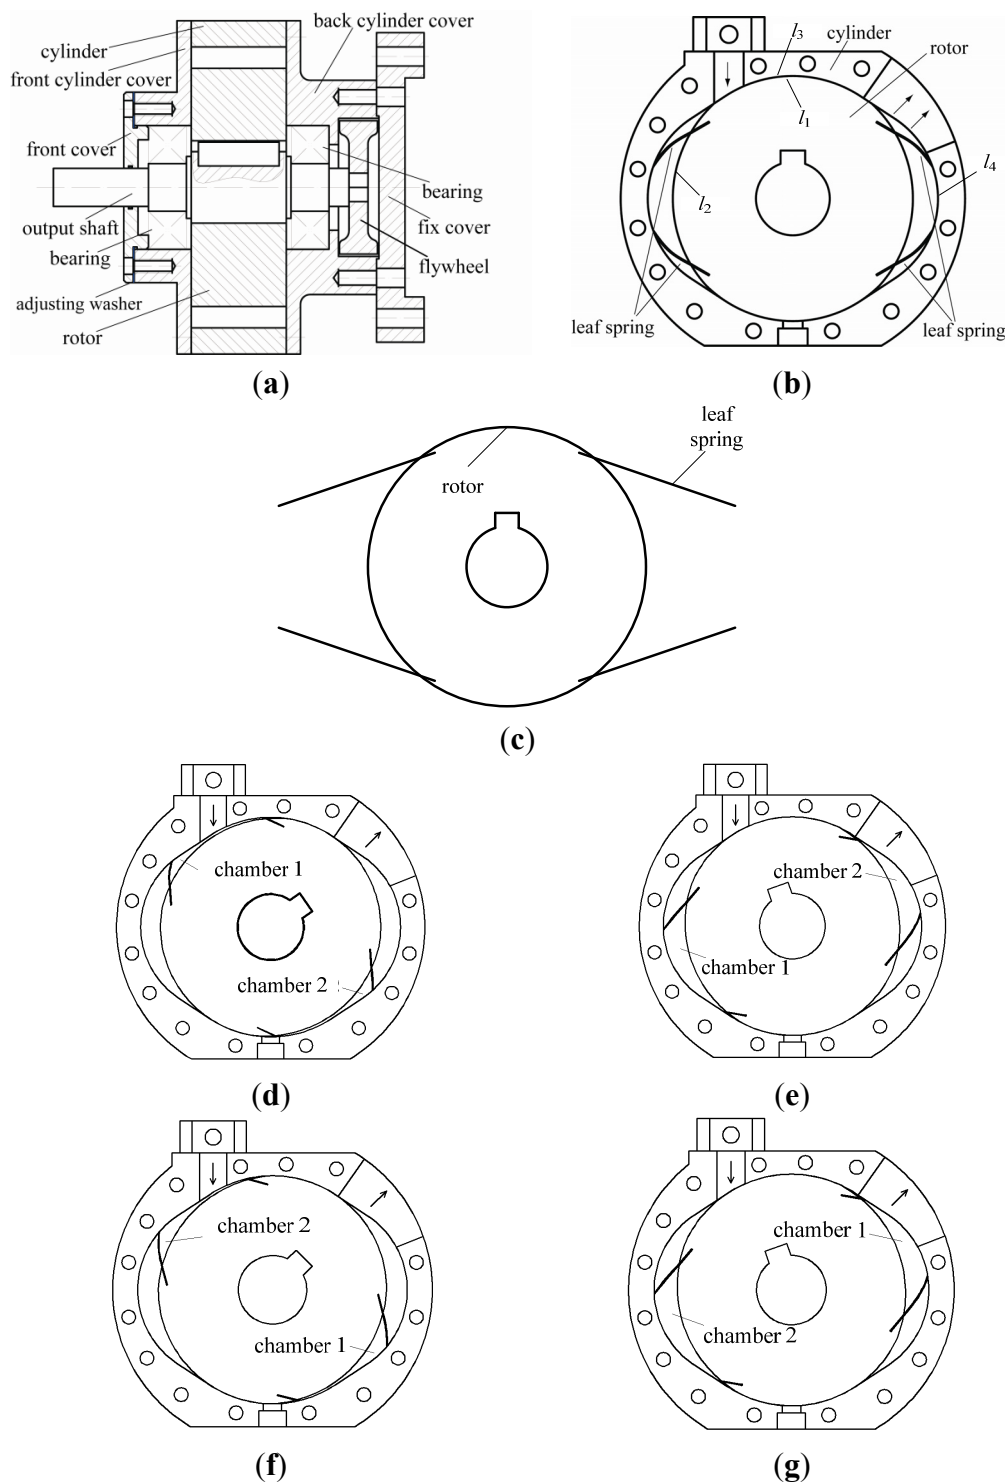 back cylinder cover
cylinder
front cylinder cover
front cover
output shaft
bearing
adjusting washer
rotor
bearing
fix cover
flywheel
(a)
l3
cylinder
rotor
l1
l2
l4
leaf spring
leaf spring
(b)
leaf
spring
rotor
(c)
chamber 1
chamber 2
(d)
chamber 2
chamber 1
(e)
chamber 2
chamber 1
(f)
chamber 1
chamber 2
(g)